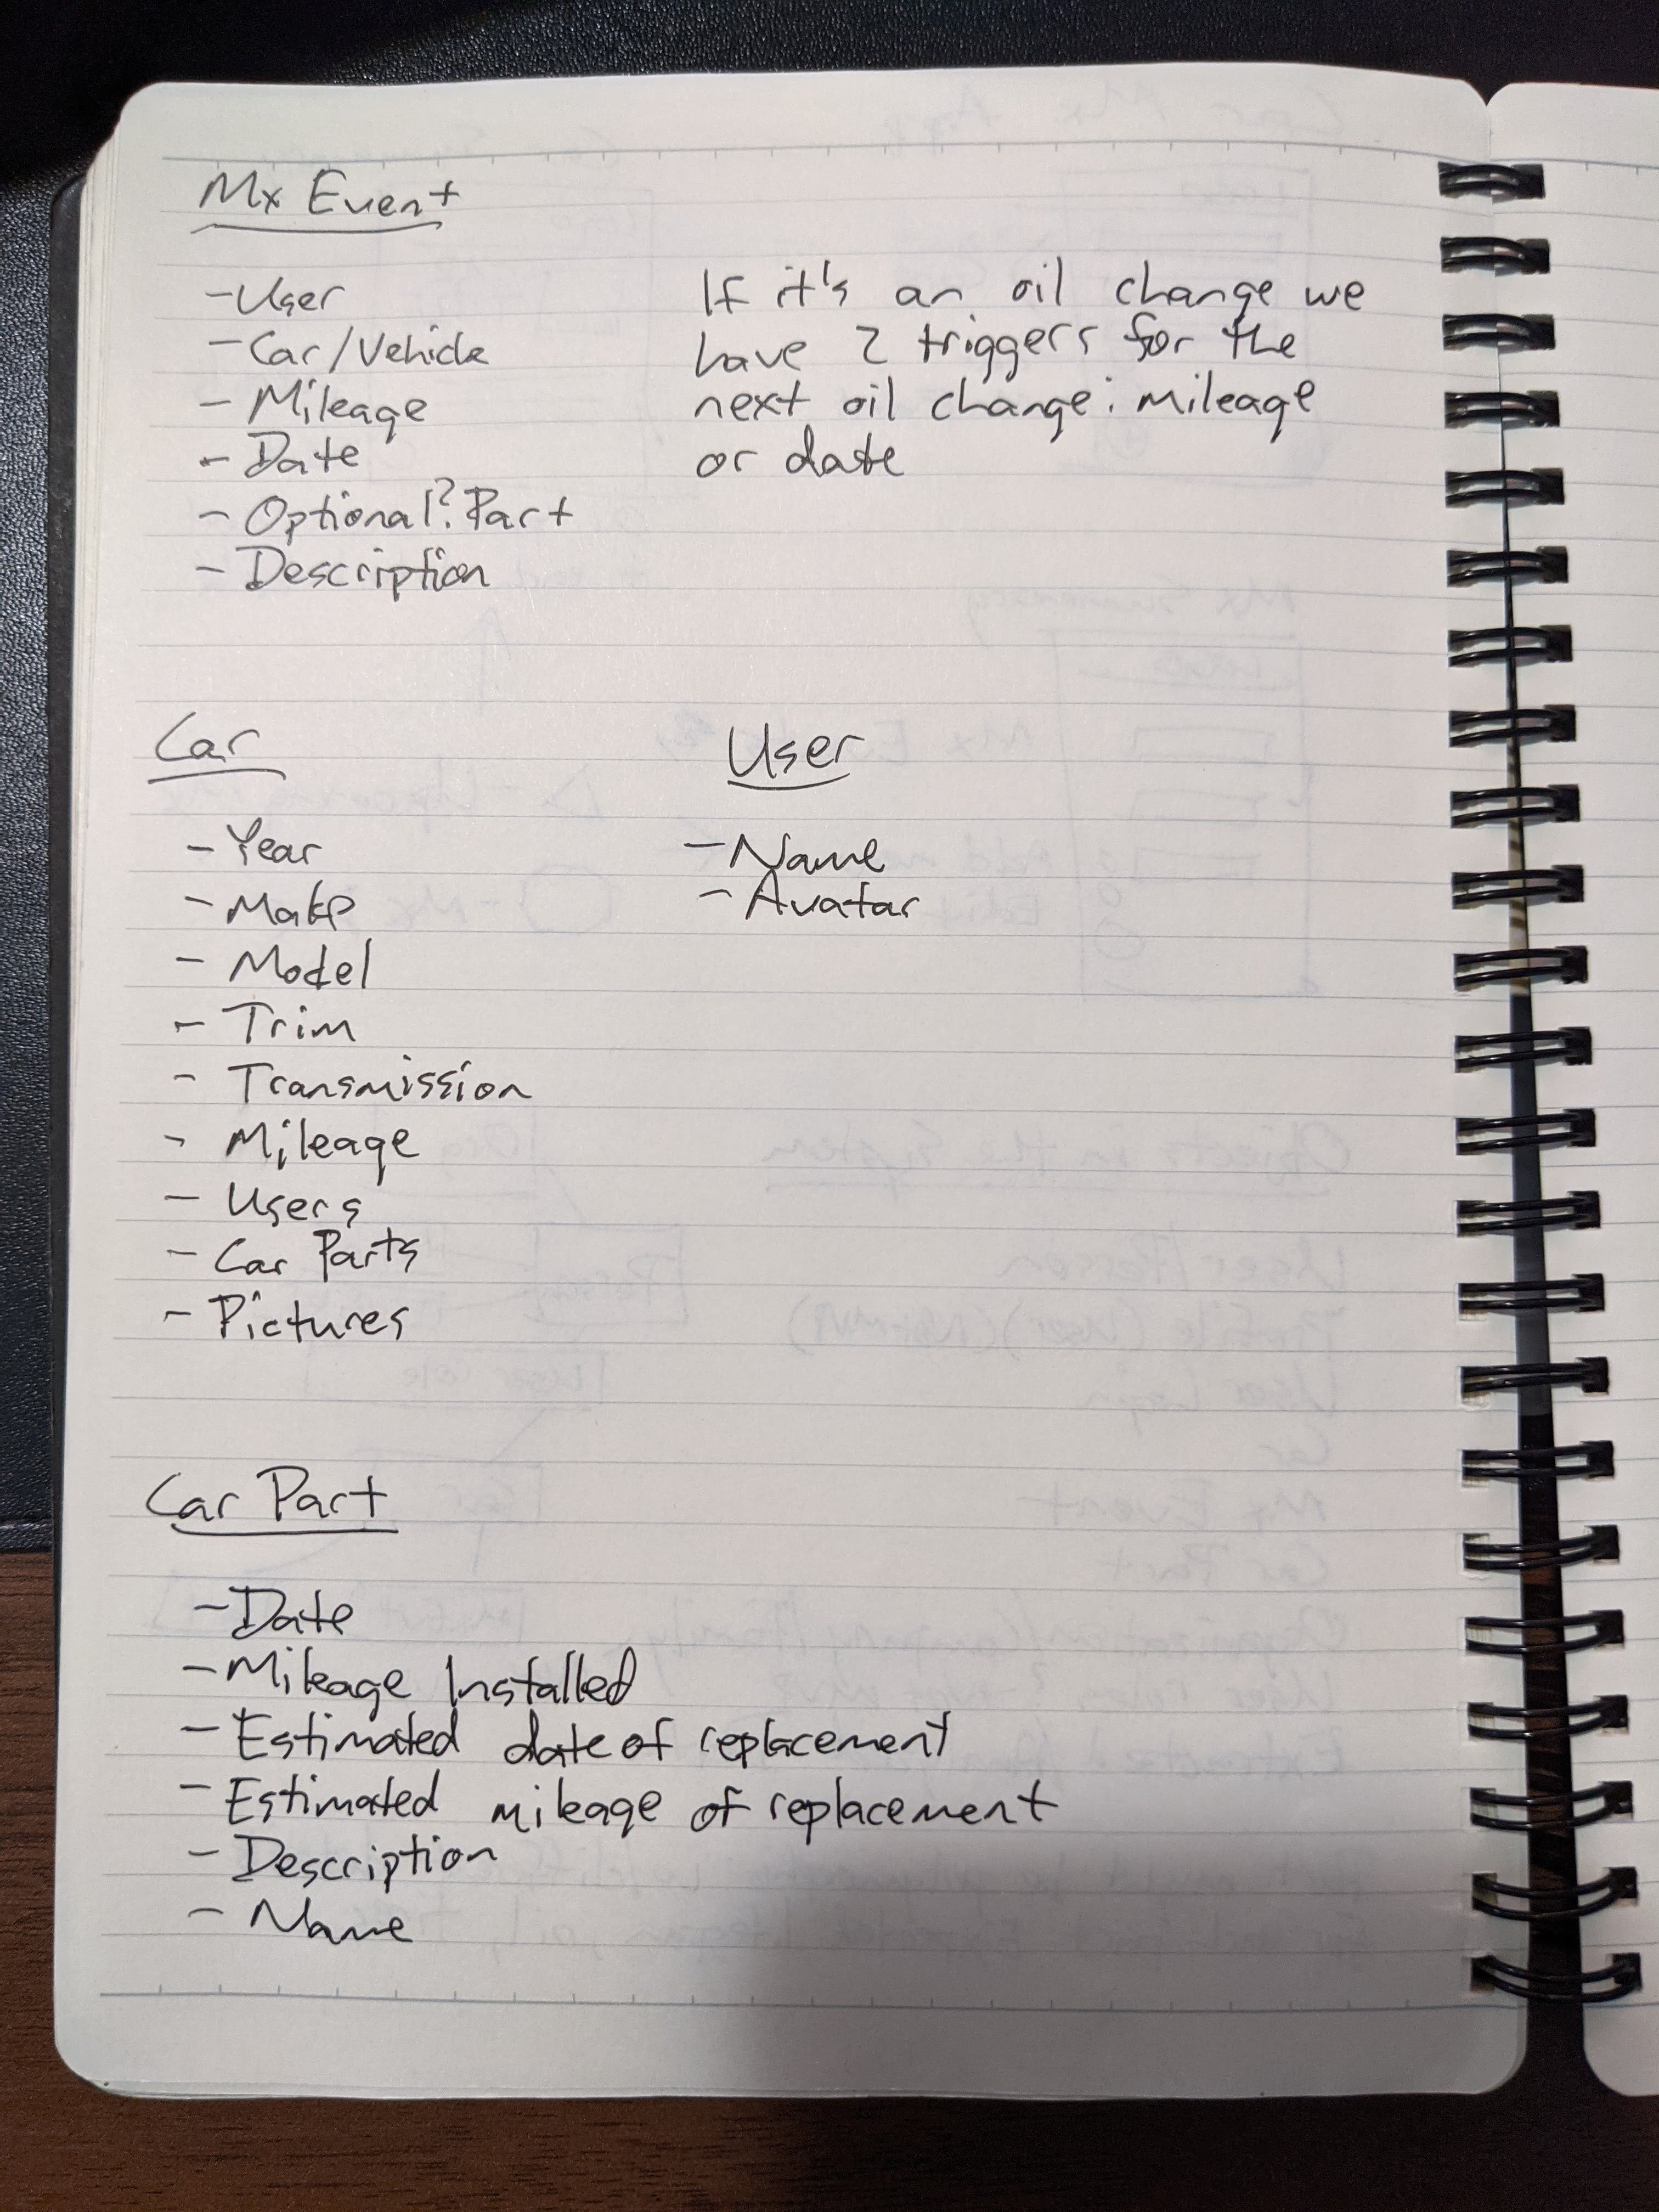 Mx Event
- User
- Car/Vehicle
- Mileage
- Date
- Optional? Part
- Description
If it's an oil change we
have 2 triggers for the
next oil change: mileage
or date
Car
- Year
- Make
- Model
- Trim
- Transmission
- Mileage
- Users
- Car Parts
- Pictures
User
- Name
- Avatar
Car Part
- Date
- Mileage Installed
- Estimated date of replacement
- Estimated mileage of replacement
- Description
- Name